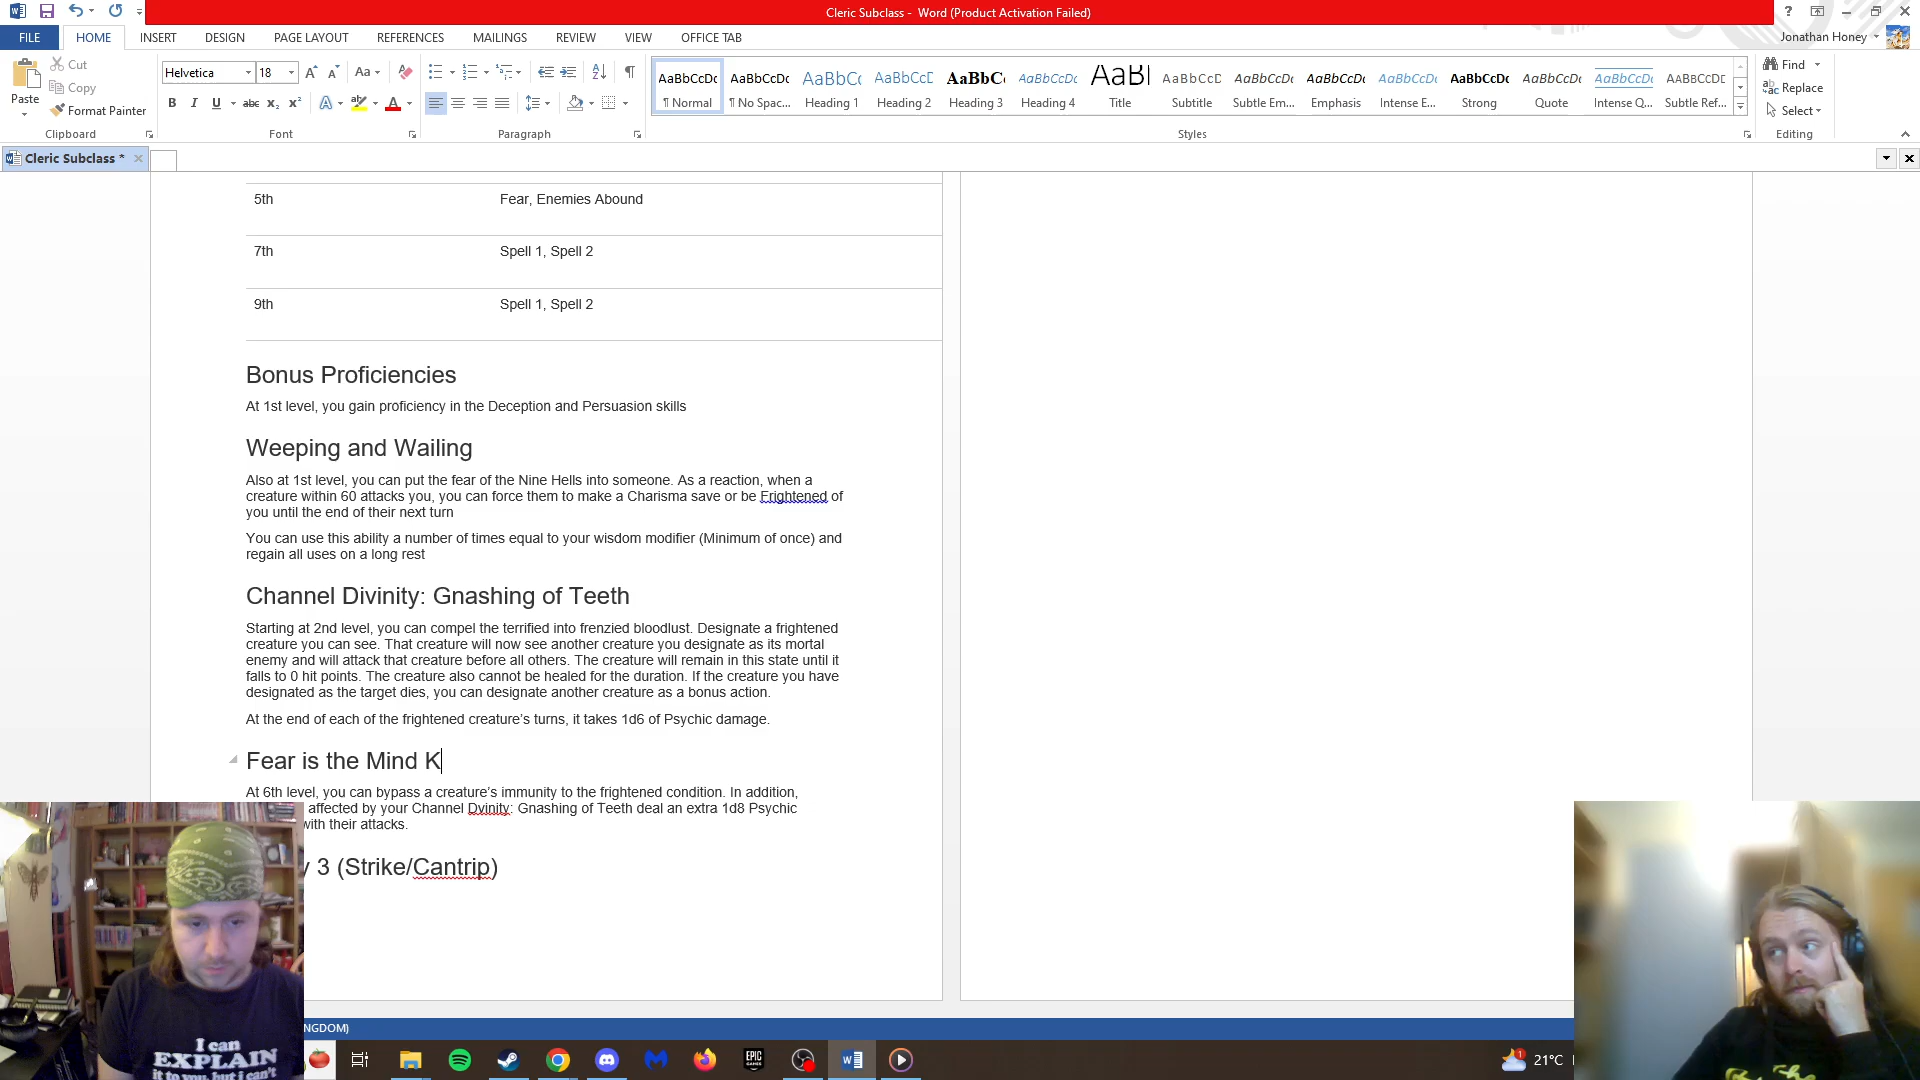 Cleric Subclass - Word (Product Activation Failed)
?
FILE HOME INSERT DESIGN PAGE LAYOUT REFERENCES MAILINGS REVIEW VIEW OFFICE TAB
Jonathan Honey
Paste
Cut
Copy
Format Painter
Clipboard
Helvetica 18
Font
Paragraph
AaBbCcDc AaBbCcDc AaBbCc AaBbCcD AaBbC AaBbCcDc AaBl AaBbCcD AaBbCcDc AaBbCcDc AaBbCcDc AaBbCcDc AaBbCcDc AaBbCcDc AABBCCDE
¶ Normal ¶ No Spac... Heading 1 Heading 2 Heading 3 Heading 4 Title Subtitle Subtle Em... Emphasis Intense E... Strong Quote Intense Q... Subtle Ref...
Styles
Find
Replace
Select
Editing
Cleric Subclass *
5th Fear, Enemies Abound
7th Spell 1, Spell 2
9th Spell 1, Spell 2
Bonus Proficiencies
At 1st level, you gain proficiency in the Deception and Persuasion skills
Weeping and Wailing
Also at 1st level, you can put the fear of the Nine Hells into someone. As a reaction, when a
creature within 60 attacks you, you can force them to make a Charisma save or be Frightened of
you until the end of their next turn
You can use this ability a number of times equal to your wisdom modifier (Minimum of once) and
regain all uses on a long rest
Channel Divinity: Gnashing of Teeth
Starting at 2nd level, you can compel the terrified into frenzied bloodlust. Designate a frightened
creature you can see. That creature will now see another creature you designate as its mortal
enemy and will attack that creature before all others. The creature will remain in this state until it
falls to 0 hit points. The creature also cannot be healed for the duration. If the creature you have
designated as the target dies, you can designate another creature as a bonus action.
At the end of each of the frightened creature's turns, it takes 1d6 of Psychic damage.
Fear is the Mind K
At 6th level, you can bypass a creature's immunity to the frightened condition. In addition,
affected by your Channel Dvinity: Gnashing of Teeth deal an extra 1d8 Psychic
with their attacks.
y 3 (Strike/Cantrip)
I can
EXPLAIN
it to you, but i can't
NGDOM)
EPIC
GAMES
1
21°C